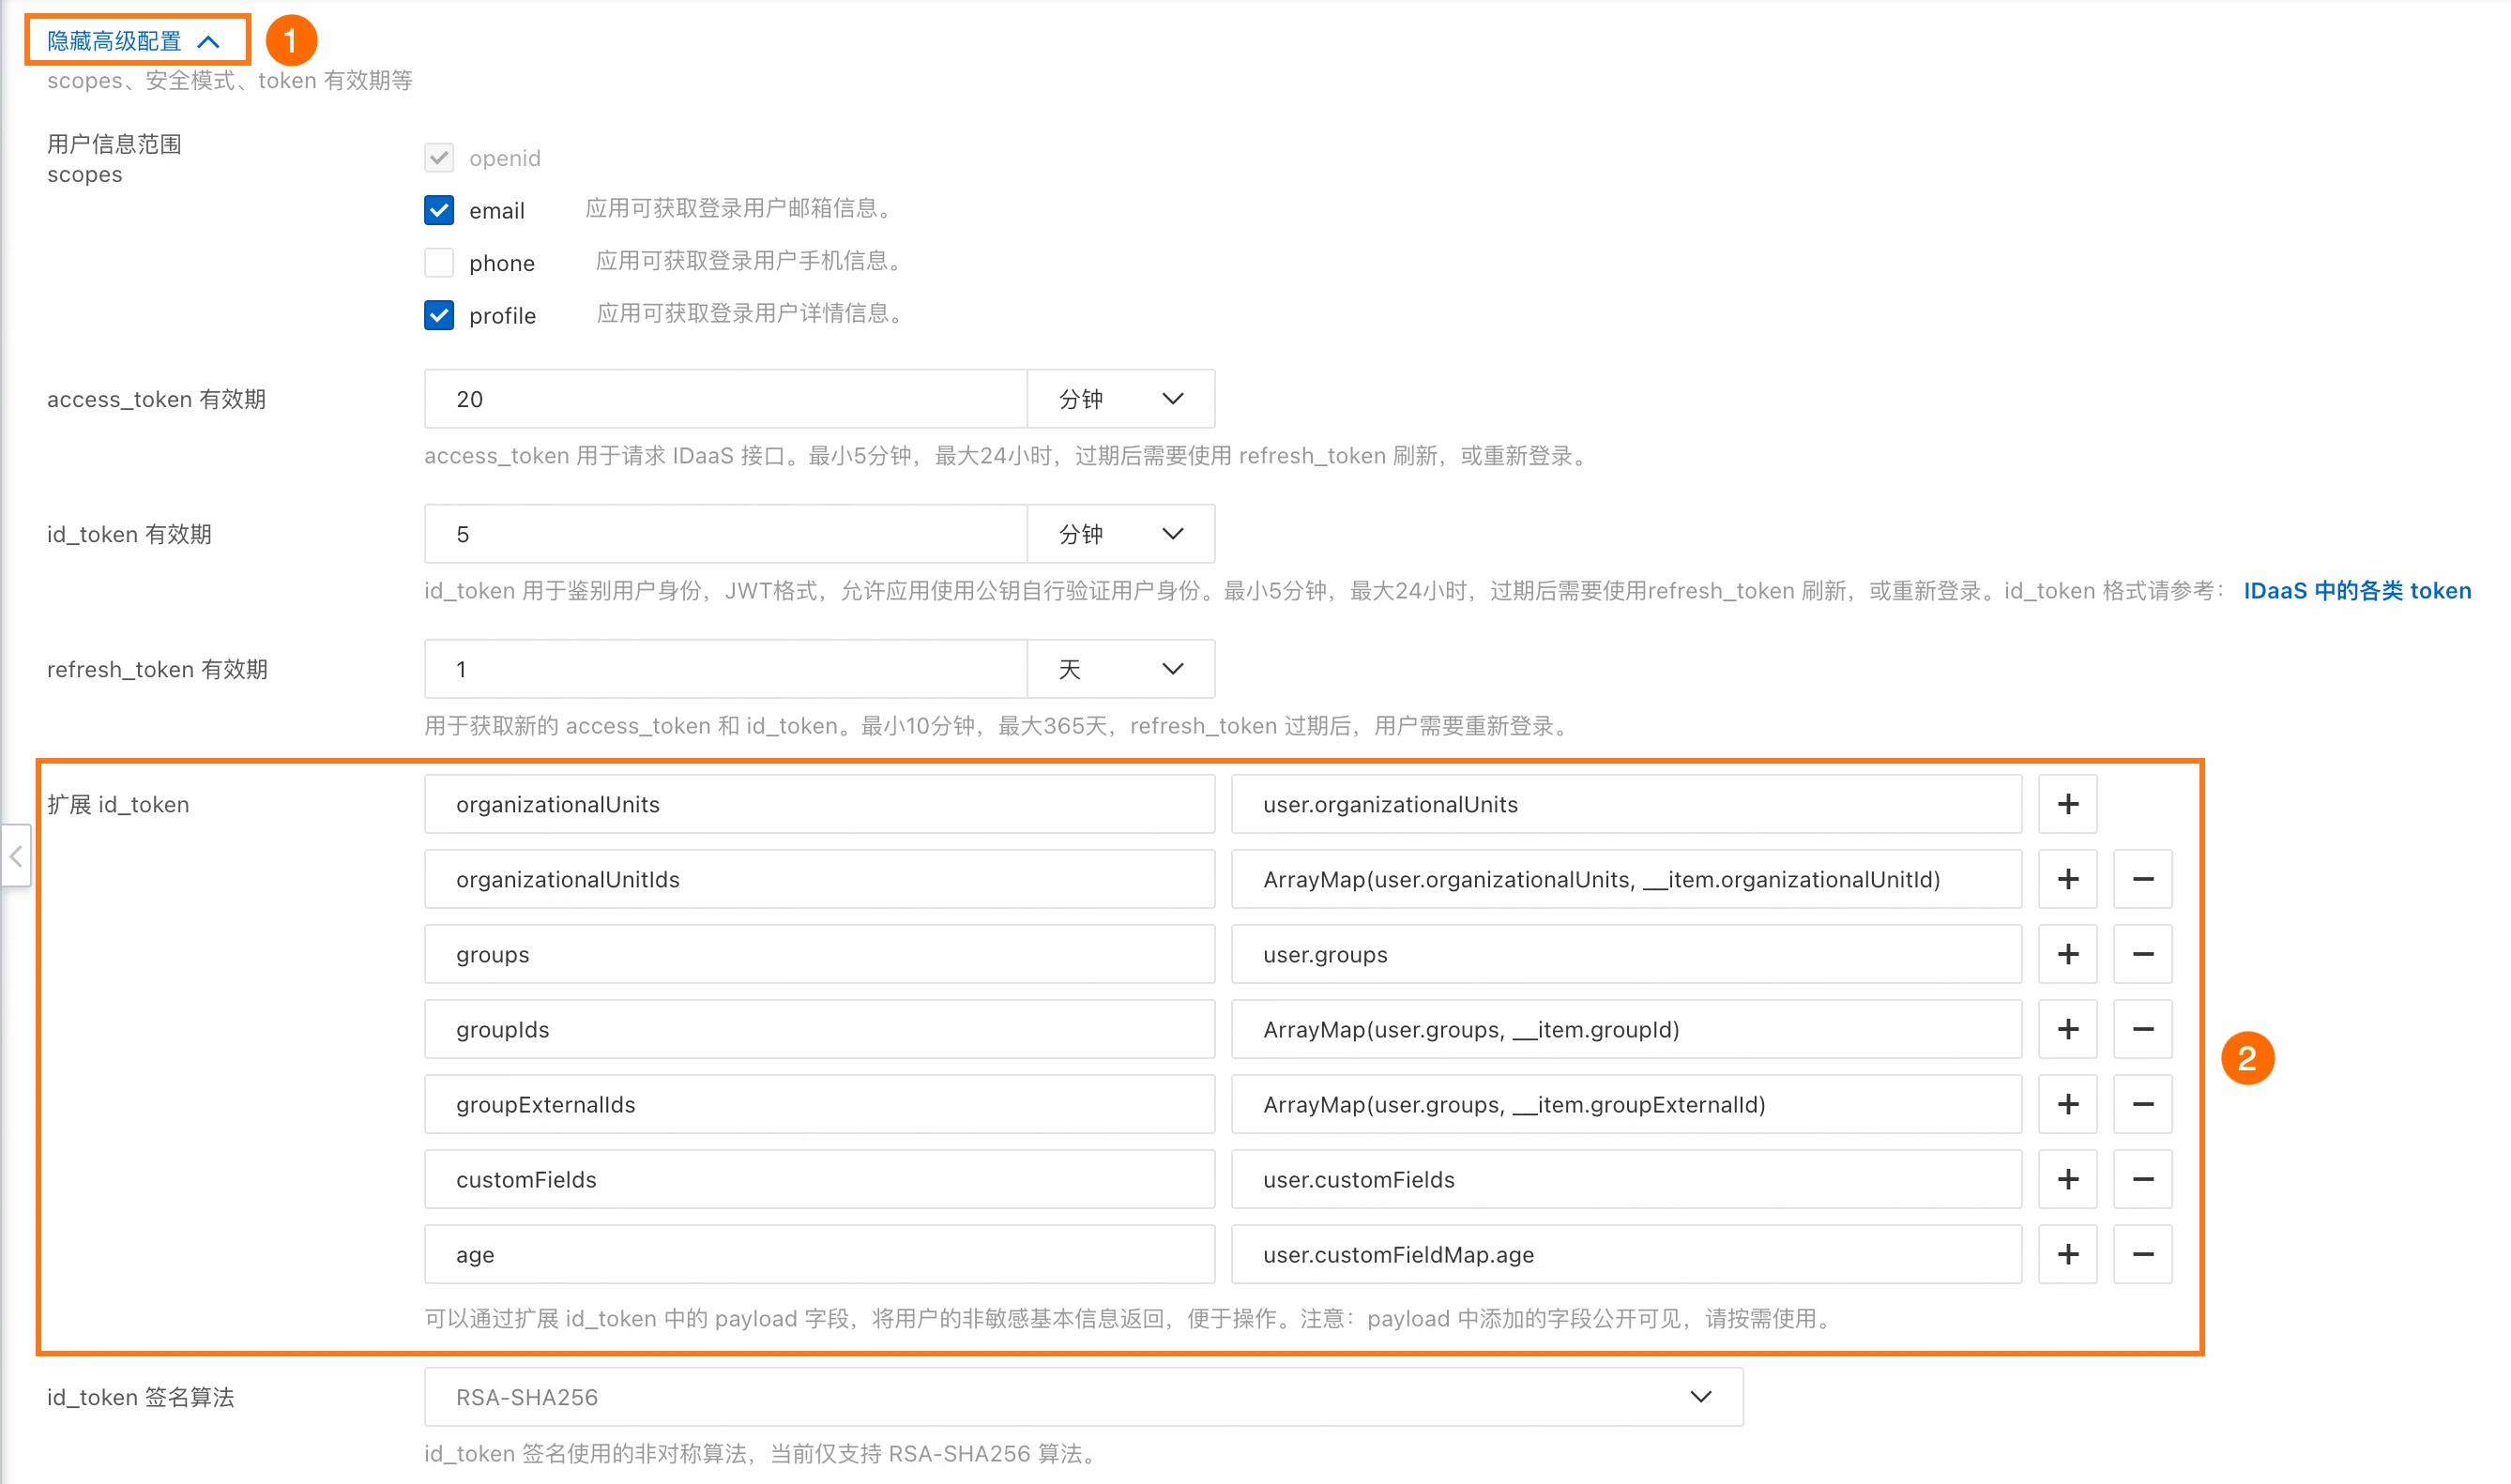 隐藏高级配置
1
scopes、安全模式、token 有效期等
用户信息范围
scopes
openid
email 应用可获取登录用户邮箱信息。
phone 应用可获取登录用户手机信息。
profile 应用可获取登录用户详情信息。
access_token 有效期 20 分钟
access_token 用于请求 IDaaS 接口。最小5分钟，最大24小时，过期后需要使用 refresh_token 刷新，或重新登录。
id_token 有效期 5 分钟
id_token 用于鉴别用户身份，JWT格式，允许应用使用公钥自行验证用户身份。最小5分钟，最大24小时，过期后需要使用refresh_token 刷新，或重新登录。id_token 格式请参考： IDaaS 中的各类 token
refresh_token 有效期 1 天
用于获取新的 access_token 和 id_token。最小10分钟，最大365天，refresh_token 过期后，用户需要重新登录。
扩展 id_token organizationalUnits user.organizationalUnits
organizationalUnitIds ArrayMap(user.organizationalUnits, __item.organizationalUnitId)
groups user.groups
groupIds ArrayMap(user.groups, __item.groupId)
2
groupExternalIds ArrayMap(user.groups, __item.groupExternalId)
customFields user.customFields
age user.customFieldMap.age
可以通过扩展 id_token 中的 payload 字段，将用户的非敏感基本信息返回，便于操作。注意：payload 中添加的字段公开可见，请按需使用。
id_token 签名算法 RSA-SHA256
id_token 签名使用的非对称算法，当前仅支持 RSA-SHA256 算法。